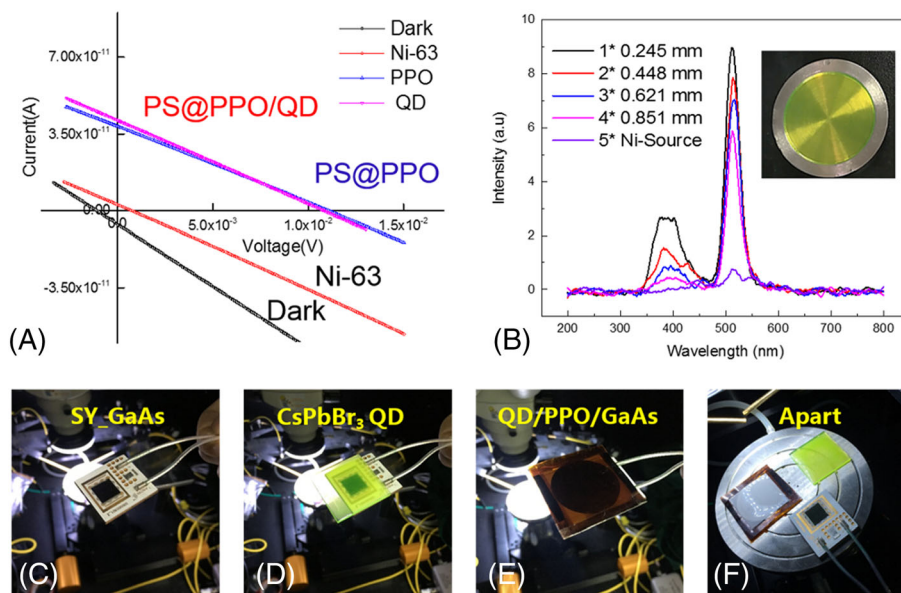 (A)
Current(A)
7.00x10⁻¹¹
3.50x10⁻¹¹
0.00
-3.50x10⁻¹¹
0.0
5.0x10⁻³
1.0x10⁻²
1.5x10⁻²
Voltage(V)
Dark
Ni-63
PPO
QD
PS@PPO/QD
PS@PPO
Ni-63
Dark
(B)
Intensity (a.u)
10
8
6
4
2
0
200 300 400 500 600 700 800
Wavelength (nm)
1* 0.245 mm
2* 0.448 mm
3* 0.621 mm
4* 0.851 mm
5* Ni-Source
SY_GaAs
(C)
CsPbBr₃ QD
(D)
QD/PPO/GaAs
(E)
Apart
(F)